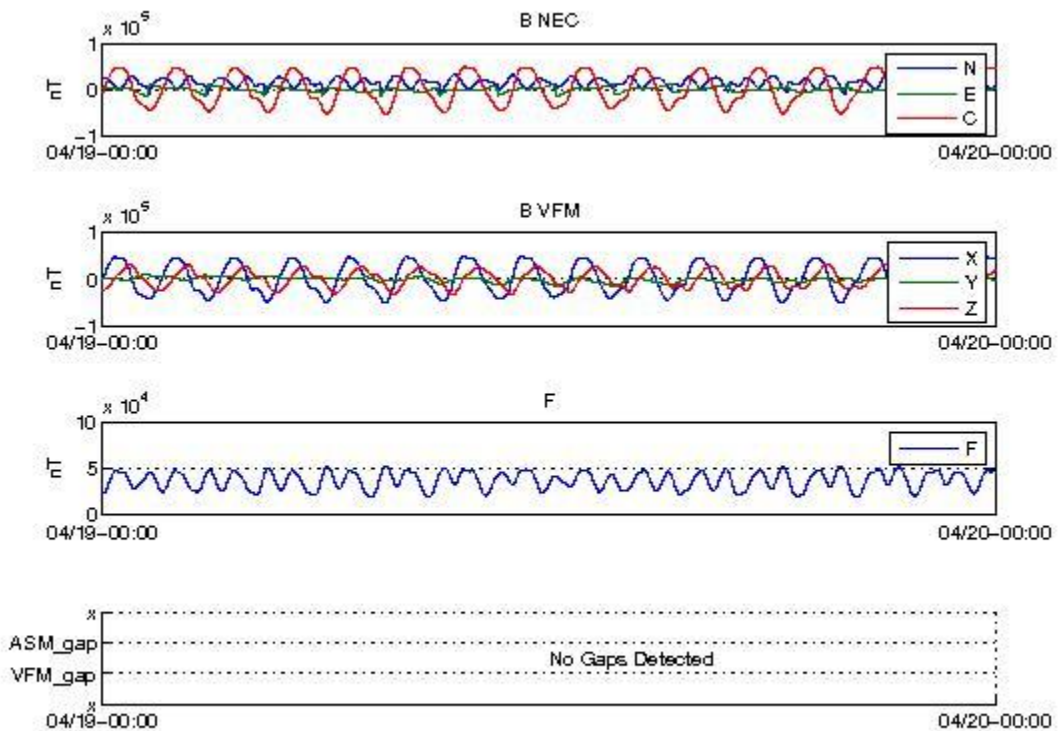 B NEC
x 10^5
1
0
−1
nT
N
E
C
04/19−00:00 04/20−00:00
B VFM
x 10^5
1
0
−1
nT
X
Y
Z
04/19−00:00 04/20−00:00
F
x 10^4
10
5
0
nT
F
04/19−00:00 04/20−00:00
x
ASM_gap
No Gaps Detected
VFM_gap
x
04/19−00:00 04/20−00:00